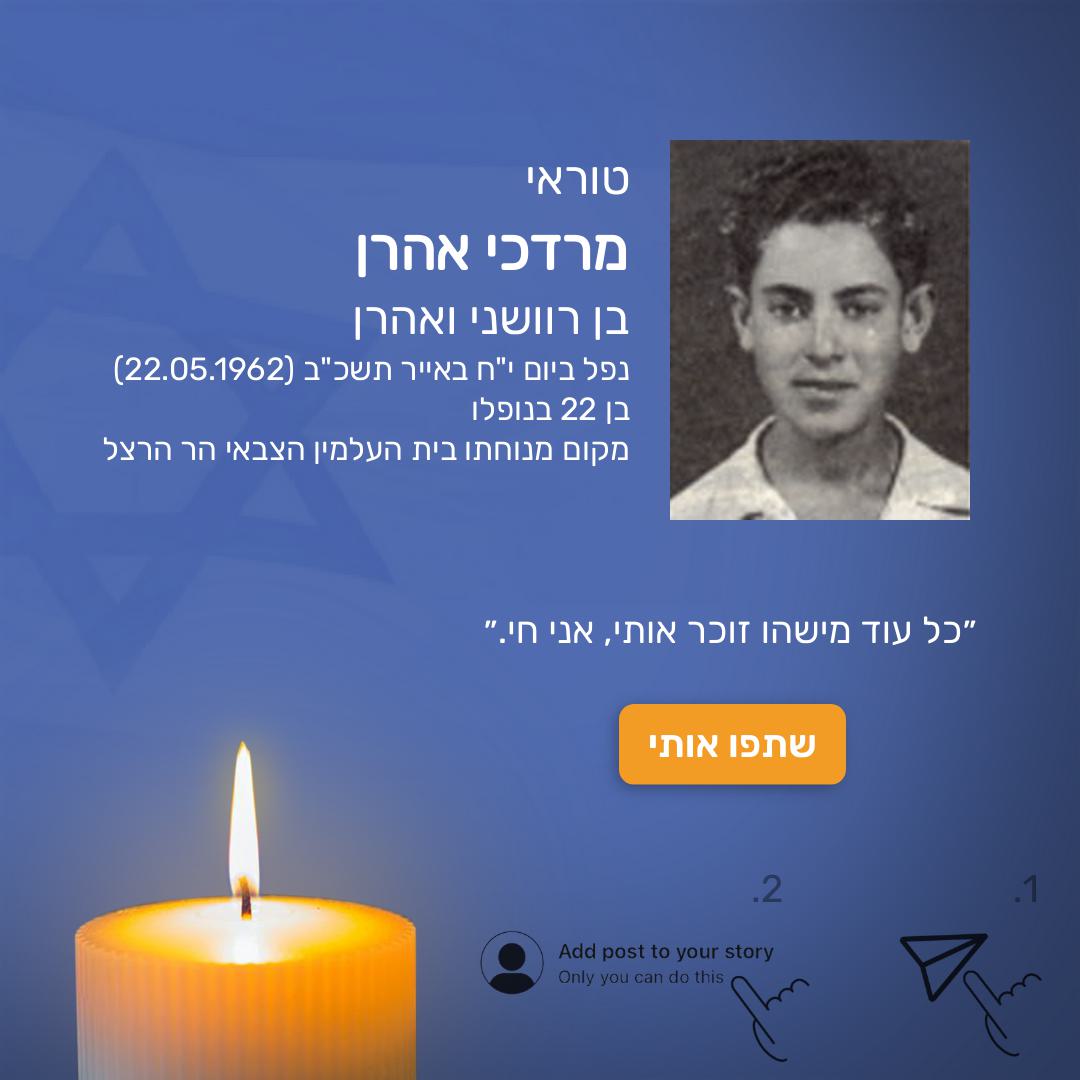 טוראי
מרדכי אהרן
בן רוושני ואהרן
נפל ביום י"ח באייר תשכ"ב (22.05.1962)
בן 22 בנופלו
מקום מנוחתו בית העלמין הצבאי הר הרצל
״כל עוד מישהו זוכר אותי, אני חי.״
שתפו אותי
1.
2.
Add post to your story
Only you can do this